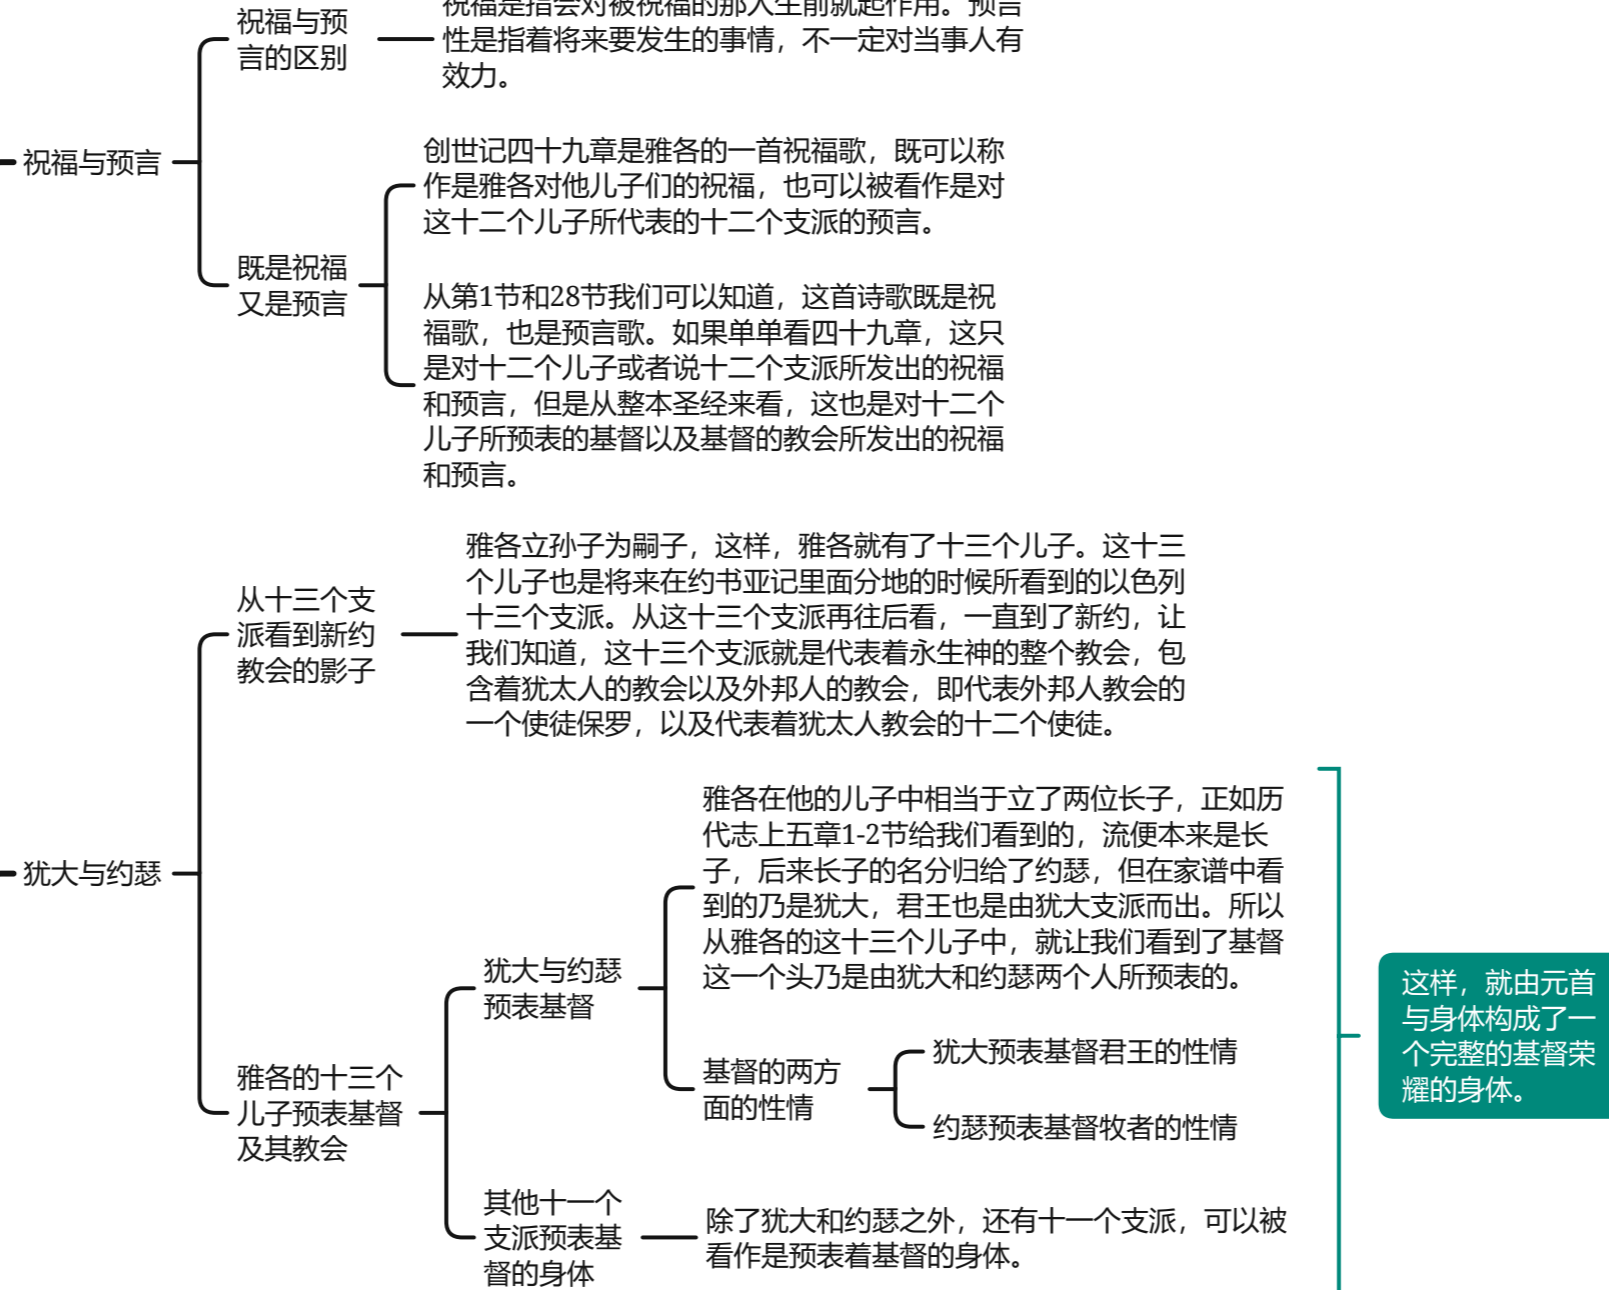 祝福与预言
祝福与预
言的区别
祝福是指会对被祝福的那人生前就起作用。预言
性是指着将来要发生的事情，不一定对当事人有
效力。
既是祝福
又是预言
创世记四十九章是雅各的一首祝福歌，既可以称
作是雅各对他儿子们的祝福，也可以被看作是对
这十二个儿子所代表的十二个支派的预言。
从第1节和28节我们可以知道，这首诗歌既是祝
福歌，也是预言歌。如果单单看四十九章，这只
是对十二个儿子或者说十二个支派所发出的祝福
和预言，但是从整本圣经来看，这也是对十二个
儿子所预表的基督以及基督的教会所发出的祝福
和预言。
犹大与约瑟
从十三个支
派看到新约
教会的影子
雅各立孙子为嗣子，这样，雅各就有了十三个儿子。这十三
个儿子也是将来在约书亚记里面分地的时候所看到的以色列
十三个支派。从这十三个支派再往后看，一直到了新约，让
我们知道，这十三个支派就是代表着永生神的整个教会，包
含着犹太人的教会以及外邦人的教会，即代表外邦人教会的
一个使徒保罗，以及代表着犹太人教会的十二个使徒。
雅各的十三个
儿子预表基督
及其教会
犹大与约瑟
预表基督
雅各在他的儿子中相当于立了两位长子，正如历
代志上五章1-2节给我们看到的，流便本来是长
子，后来长子的名分归给了约瑟，但在家谱中看
到的乃是犹大，君王也是由犹大支派而出。所以
从雅各的这十三个儿子中，就让我们看到了基督
这一个头乃是由犹大和约瑟两个人所预表的。
基督的两方
面的性情
犹大预表基督君王的性情
约瑟预表基督牧者的性情
其他十一个
支派预表基
督的身体
除了犹大和约瑟之外，还有十一个支派，可以被
看作是预表着基督的身体。
这样，就由元首
与身体构成了一
个完整的基督荣
耀的身体。